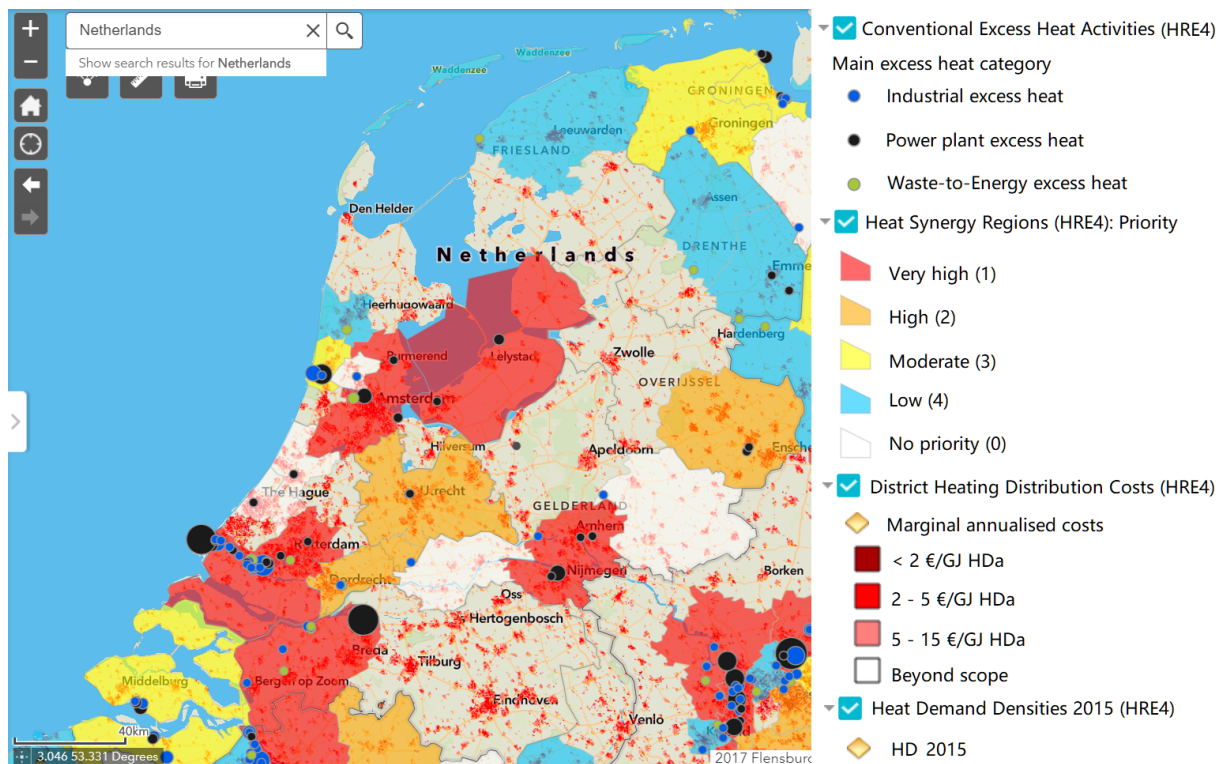 +
Netherlands
Show search results for Netherlands
−
Waddenzee
Waddenzee
GRONINGEN
Groningen
Leeuwarden
FRIESLAND
Assen
Den Helder
DRENTHE
Netherlands
Emme
Heerhugowaard
Hardenberg
Purmerend
Lelystad
Zwolle
OVERIJSSEL
Amsterdam
Hilversum
Apeldoorn
Ensche
The Hague
Utrecht
GELDERLAND
Arnhem
Rotterdam
Nijmegen
Borken
Dordrecht
Oss
Hertogenbosch
Breda
Tilburg
Middelburg
Bergen op Zoom
Eindhoven
Venlo
40km
3.046 53.331 Degrees
2017 Flensburg
Conventional Excess Heat Activities (HRE4)
Main excess heat category
Industrial excess heat
Power plant excess heat
Waste-to-Energy excess heat
Heat Synergy Regions (HRE4): Priority
Very high (1)
High (2)
Moderate (3)
Low (4)
No priority (0)
District Heating Distribution Costs (HRE4)
Marginal annualised costs
< 2 €/GJ HDa
2 - 5 €/GJ HDa
5 - 15 €/GJ HDa
Beyond scope
Heat Demand Densities 2015 (HRE4)
HD 2015